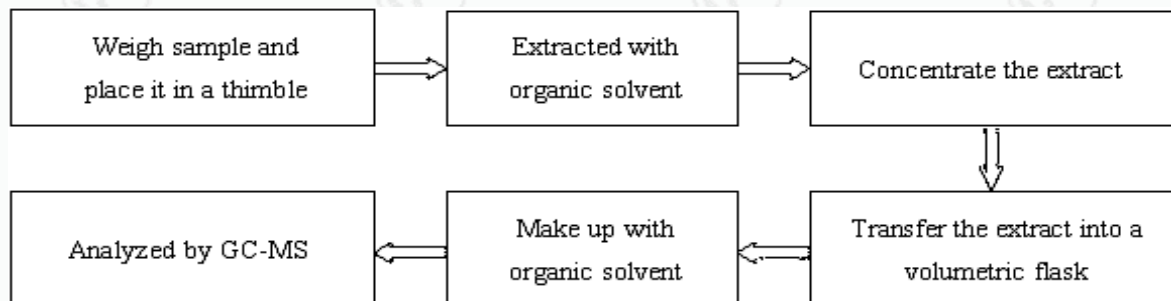 Weigh sample and
place it in a thimble
Extracted with
organic solvent
Concentrate the extract
Transfer the extract into a
volumetric flask
Make up with
organic solvent
Analyzed by GC-MS